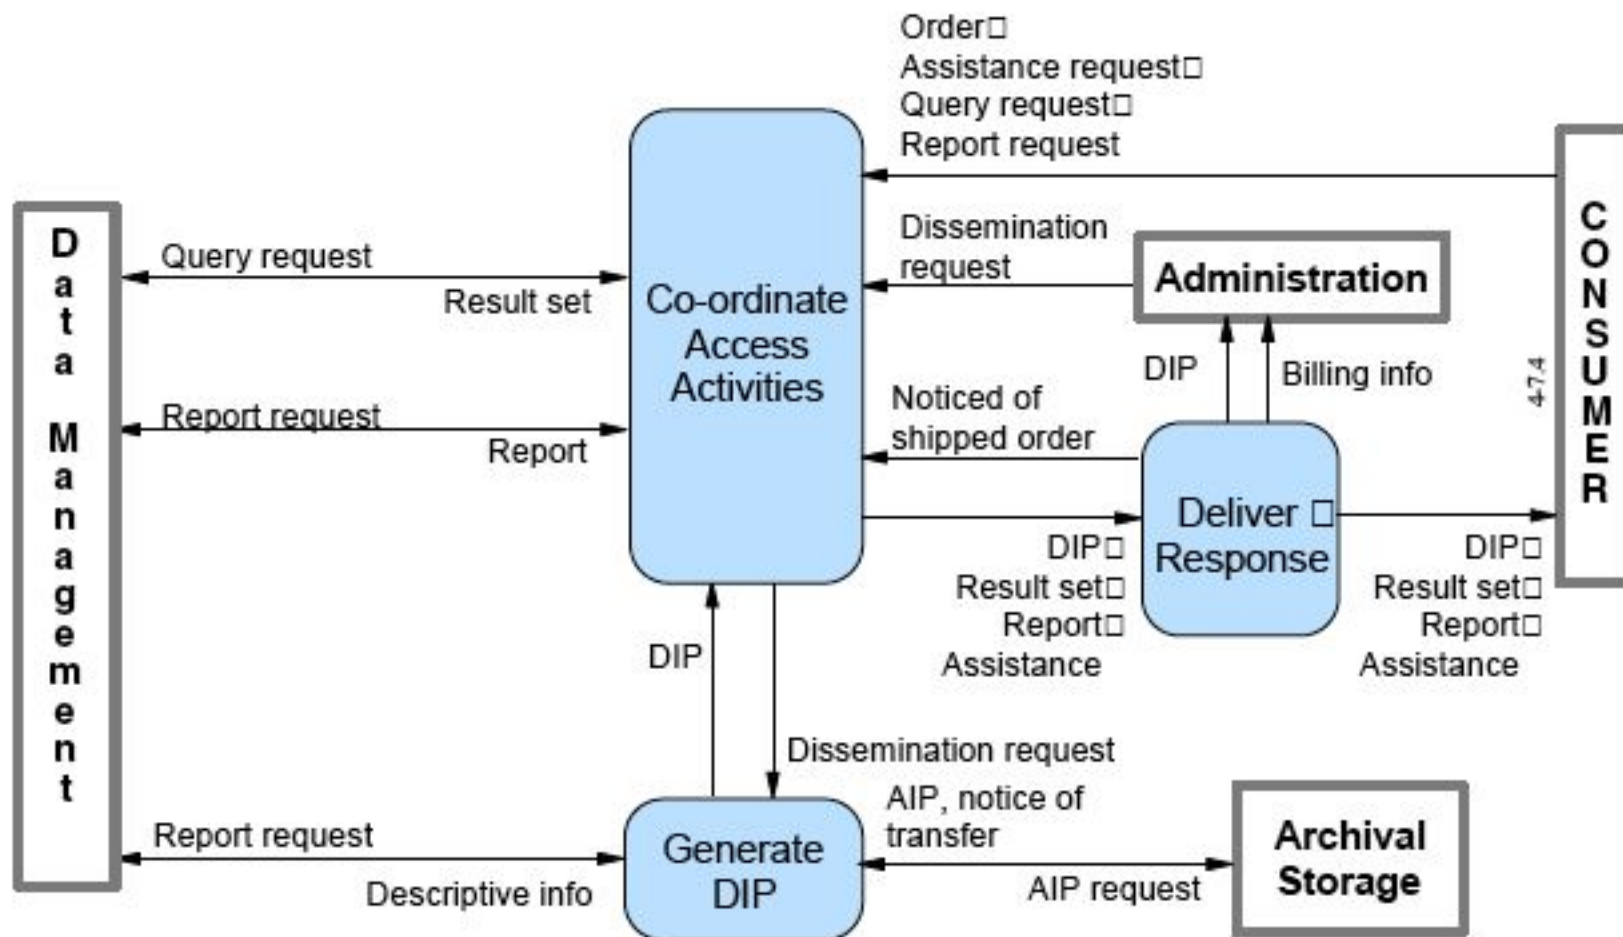 Order□
Assistance request□
Query request□
Report request
Data Management
Query request
Result set
Co-ordinate
Access
Activities
Dissemination
request
Administration
CONSUMER
4-7.4
DIP
Billing info
Report request
Report
Noticed of
shipped order
Deliver □
Response
DIP□
Result set□
Report□
Assistance
DIP□
Result set□
Report□
Assistance
DIP
Dissemination request
Report request
Descriptive info
Generate
DIP
AIP, notice of
transfer
AIP request
Archival
Storage